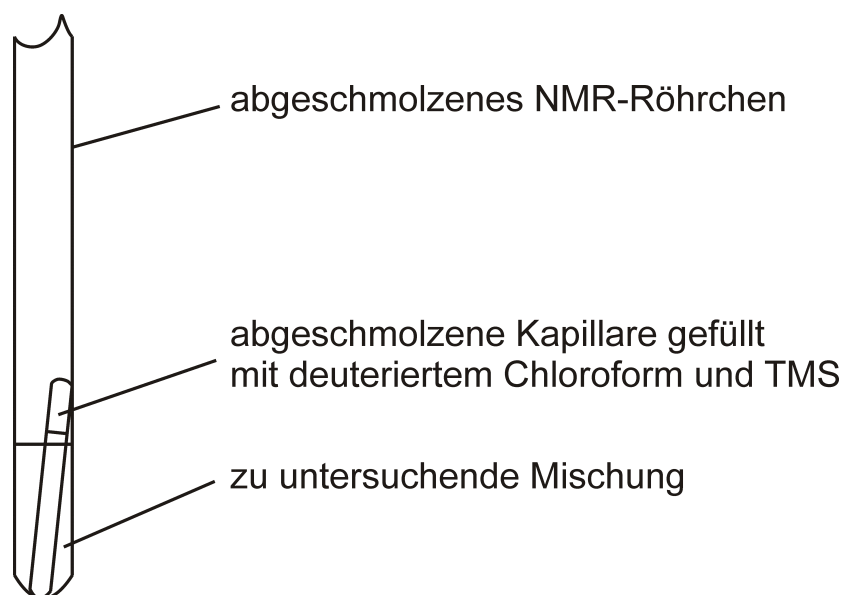 abgeschmolzenes NMR-Röhrchen
abgeschmolzene Kapillare gefüllt
mit deuteriertem Chloroform und TMS
zu untersuchende Mischung